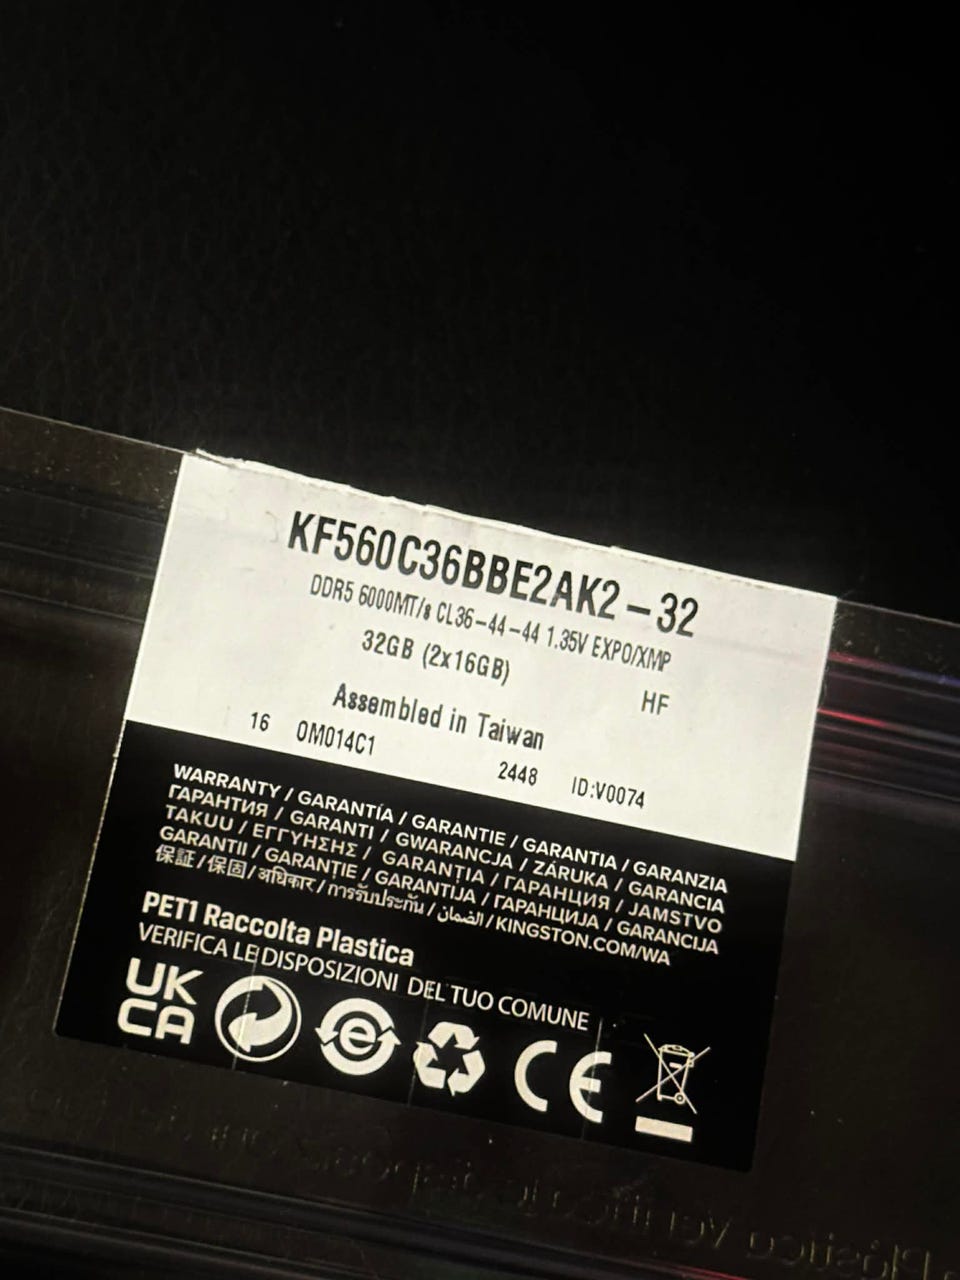 KF560C36BBE2AK2-32
DDR5 6000MT/s CL36-44-44 1.35V EXPO/XMP
32GB (2x16GB)
HF
Assembled in Taiwan
16 OM014C1 2448 ID:V0074
WARRANTY / GARANTÍA / GARANTIE / GARANTIA / GARANZIA
ГАРАНТИЯ / GARANTI / GWARANCJA / ZÁRUKA / GARANCIA
TAKUU / ΕΓΓΥΗΣΗΣ / GARANȚIA / ГАРАНЦИЯ / JAMSTVO
GARANTII / GARANTIE / GARANTIJA / ГАРАНЦИЈА / GARANCIJA
保証 / 保固 / अधिकार / การรับประกัน / الضمان / KINGSTON.COM/WA
PET1 Raccolta Plastica
VERIFICA LE DISPOSIZIONI DEL TUO COMUNE
UK
CA
e
CE